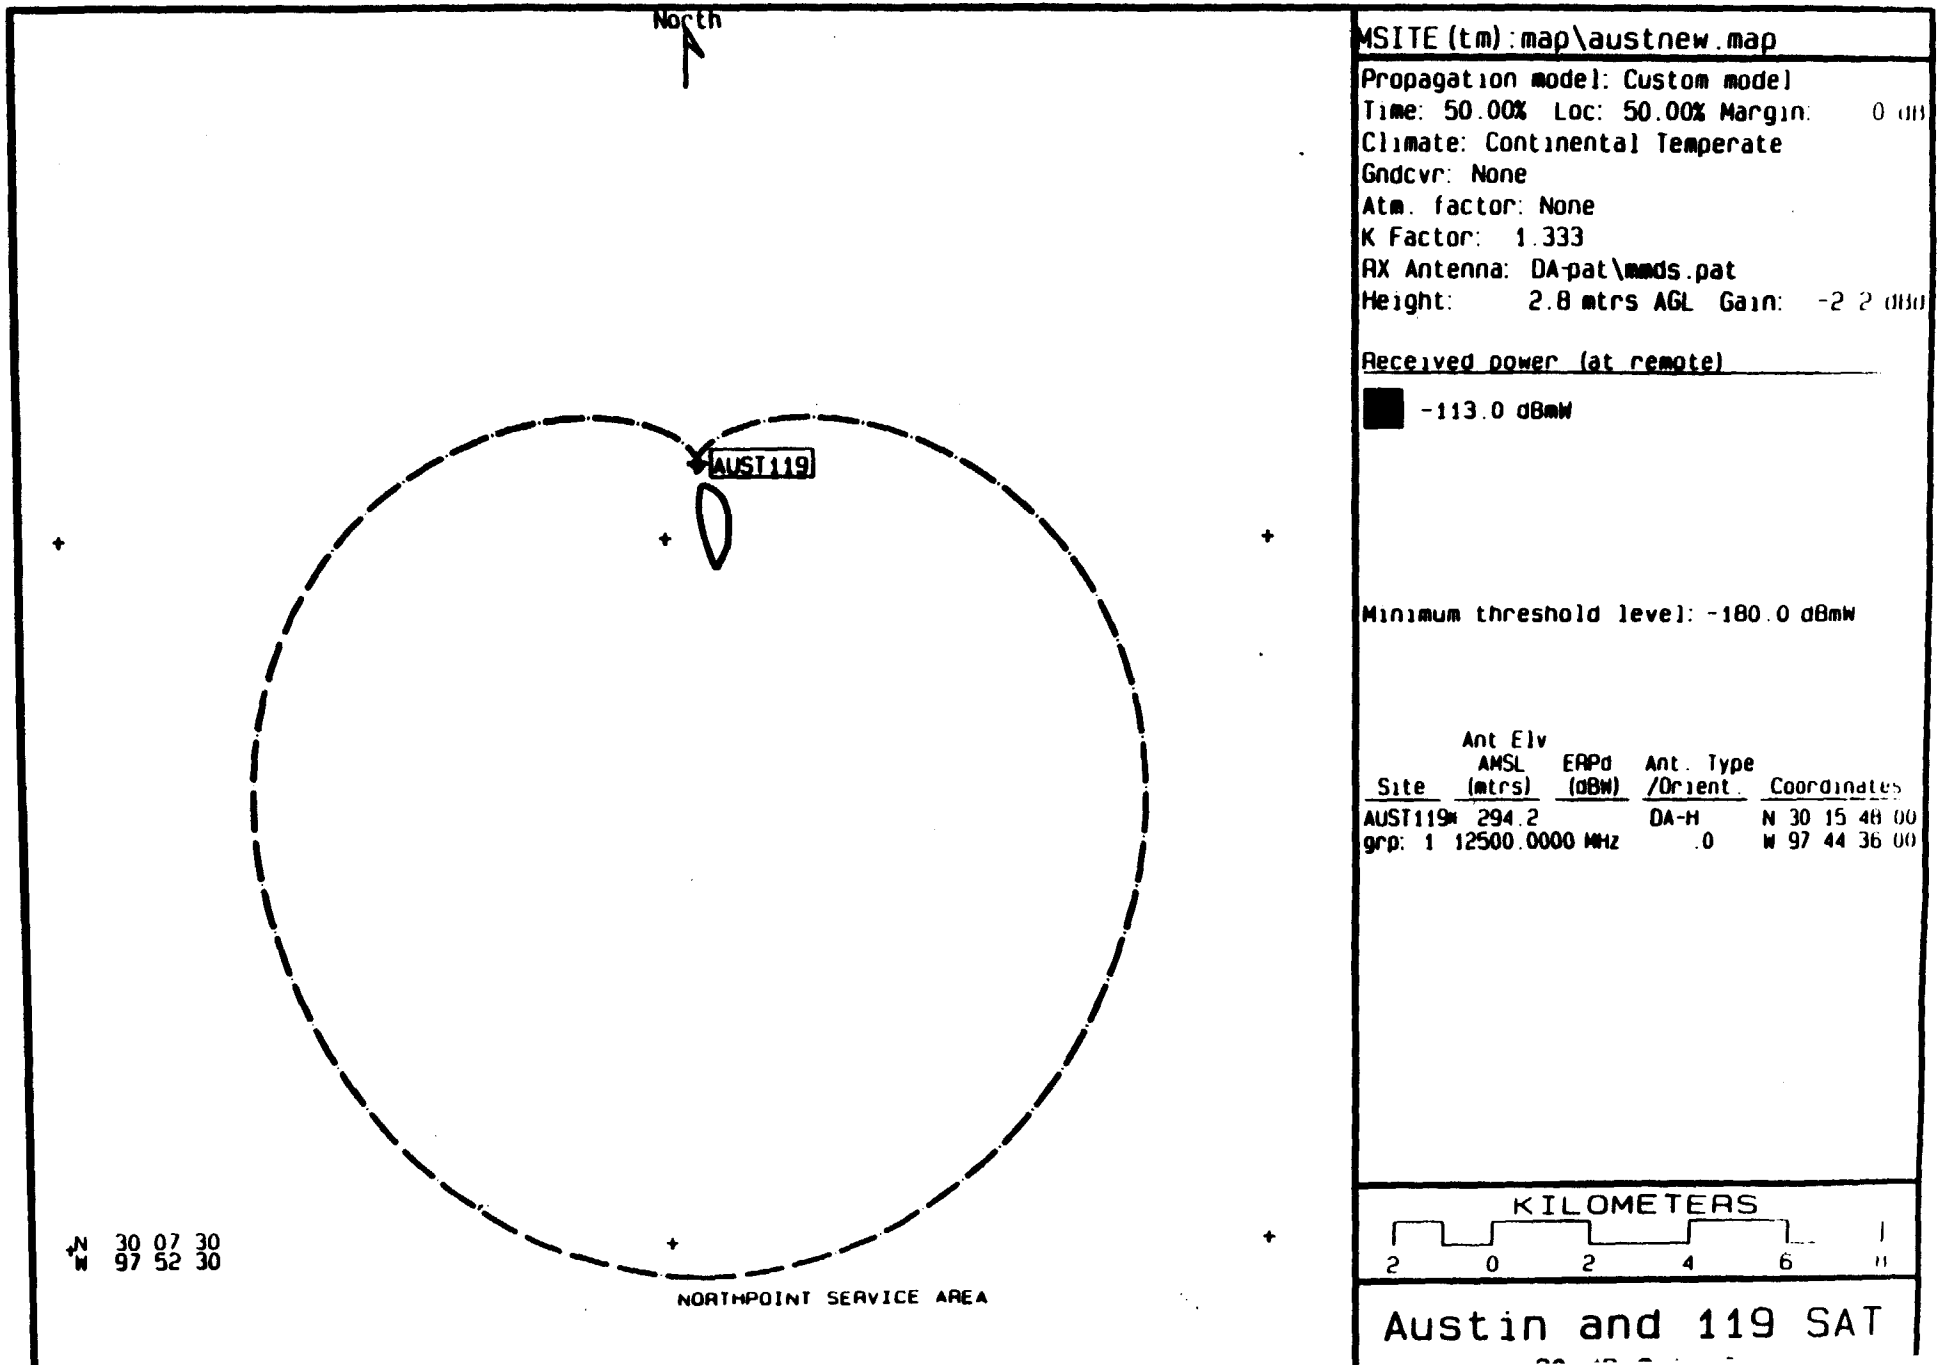 North
AUST119
N 30 07 30
W 97 52 30
NORTHPOINT SERVICE AREA
MSITE(tm):map\austnew.map
Propagation model: Custom model
Time: 50.00% Loc: 50.00% Margin: 0 dB
Climate: Continental Temperate
Gndcvr: None
Atm. factor: None
K Factor: 1.333
RX Antenna: DA-pat\mmds.pat
Height: 2.8 mtrs AGL Gain: -2.2 dBd
Received power (at remote)
-113.0 dBmW
Minimum threshold level: -180.0 dBmW
Ant Elv
AMSL ERPd Ant. Type
Site (mtrs) (dBW) /Orient. Coordinates
AUST119* 294.2 DA-H N 30 15 48 00
grp: 1 12500.0000 MHz .0 W 97 44 36 00
KILOMETERS
2 0 2 4 6
Austin and 119 SAT